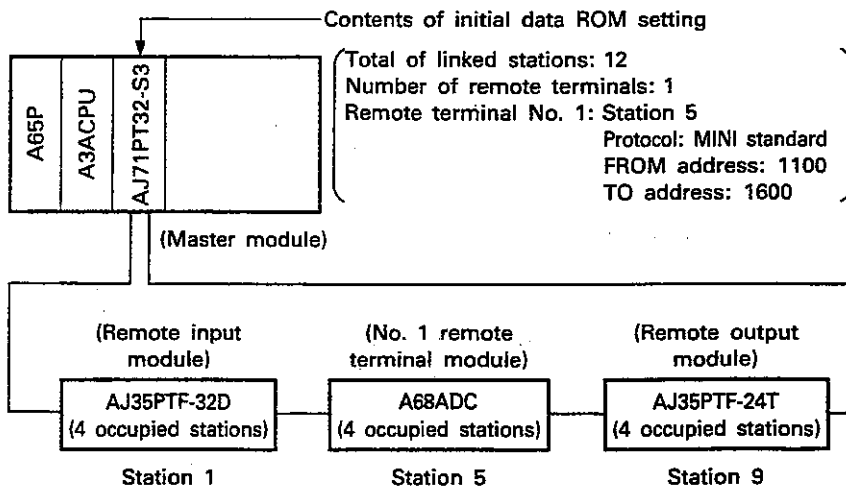 Contents of initial data ROM setting
A65P
A3ACPU
AJ71PT32-S3
Total of linked stations: 12
Number of remote terminals: 1
Remote terminal No. 1: Station 5
Protocol: MINI standard
FROM address: 1100
TO address: 1600
(Master module)
(Remote input
module)
AJ35PTF-32D
(4 occupied stations)
Station 1
(No. 1 remote
terminal module)
A68ADC
(4 occupied stations)
Station 5
(Remote output
module)
AJ35PTF-24T
(4 occupied stations)
Station 9